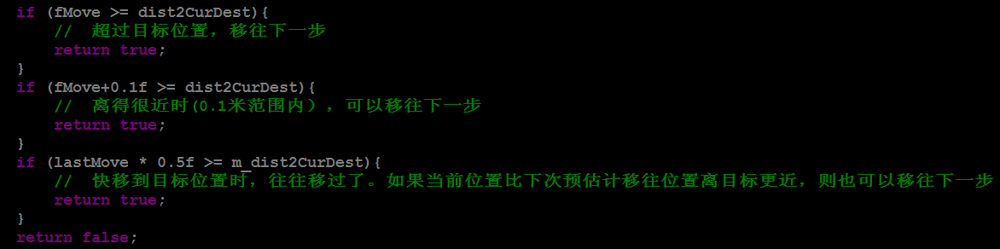 if (fMove >= dist2CurDest){
// 超过目标位置，移往下一步
return true;
}
if (fMove+0.1f >= dist2CurDest){
// 离得很近时(0.1米范围内），可以移往下一步
return true;
}
if (lastMove * 0.5f >= m_dist2CurDest){
// 快移到目标位置时，往往移过了。如果当前位置比下次预估计移往位置离目标更近，则也可以移往下一步
return true;
}
return false;